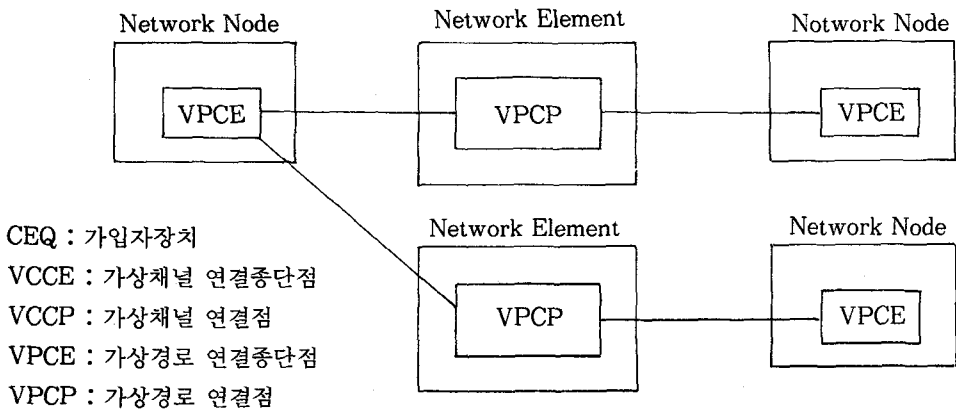 Network Node
Network Element
Notwork Node
VPCE
VPCP
VPCE
CEQ : 가입자장치
VCCE : 가상채널 연결종단점
VCCP : 가상채널 연결점
VPCE : 가상경로 연결종단점
VPCP : 가상경로 연결점
Network Element
Network Node
VPCP
VPCE